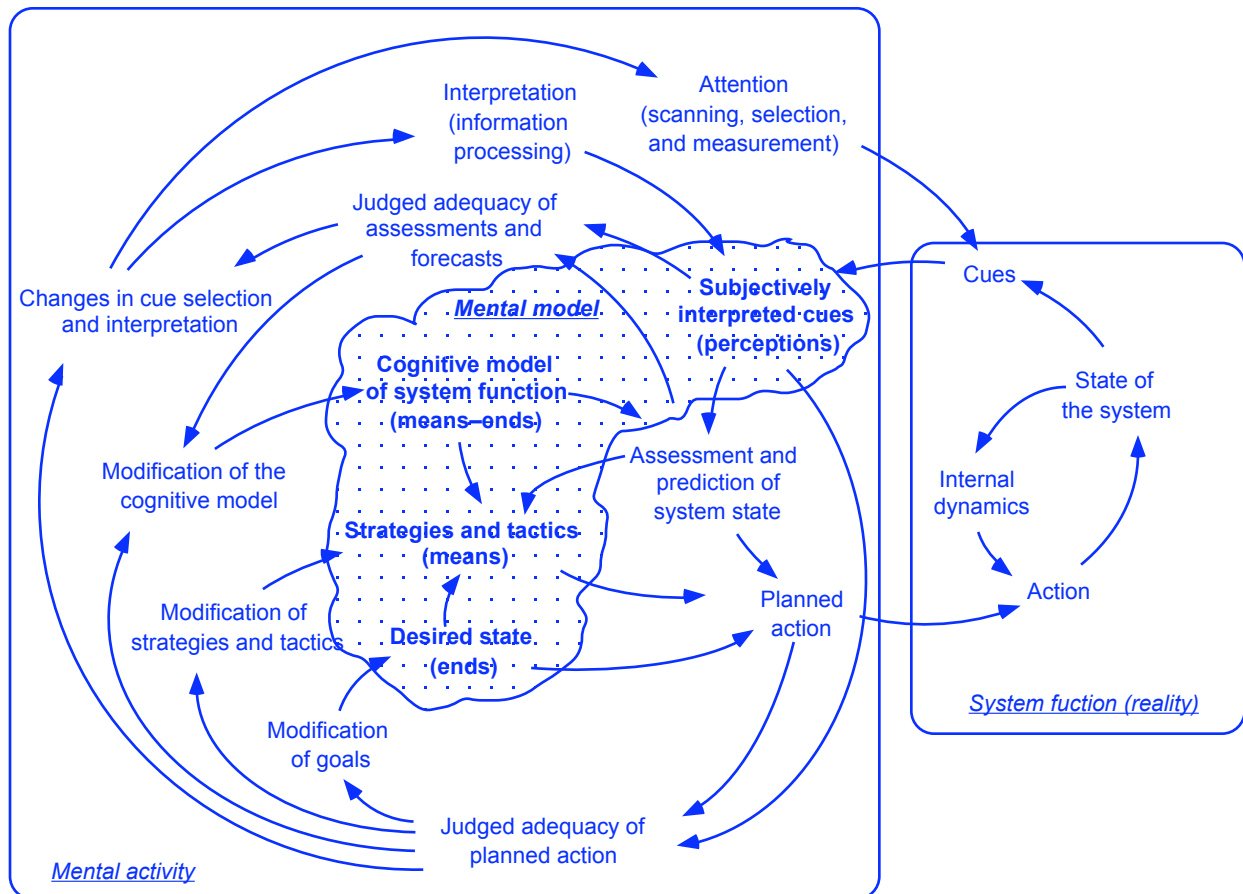 Attention
(scanning, selection,
and measurement)
Interpretation
(information
processing)
Judged adequacy of
assessments and
forecasts
Changes in cue selection
and interpretation
Mental model
Subjectively
interpreted cues
(perceptions)
Cues
Cognitive model
of system function
(means–ends)
State of
the system
Modification of the
cognitive model
Assessment and
prediction of
system state
Internal
dynamics
Strategies and tactics
(means)
Modification of
strategies and tactics
Planned
action
Action
Desired state
(ends)
Modification
of goals
System fuction (reality)
Judged adequacy of
planned action
Mental activity